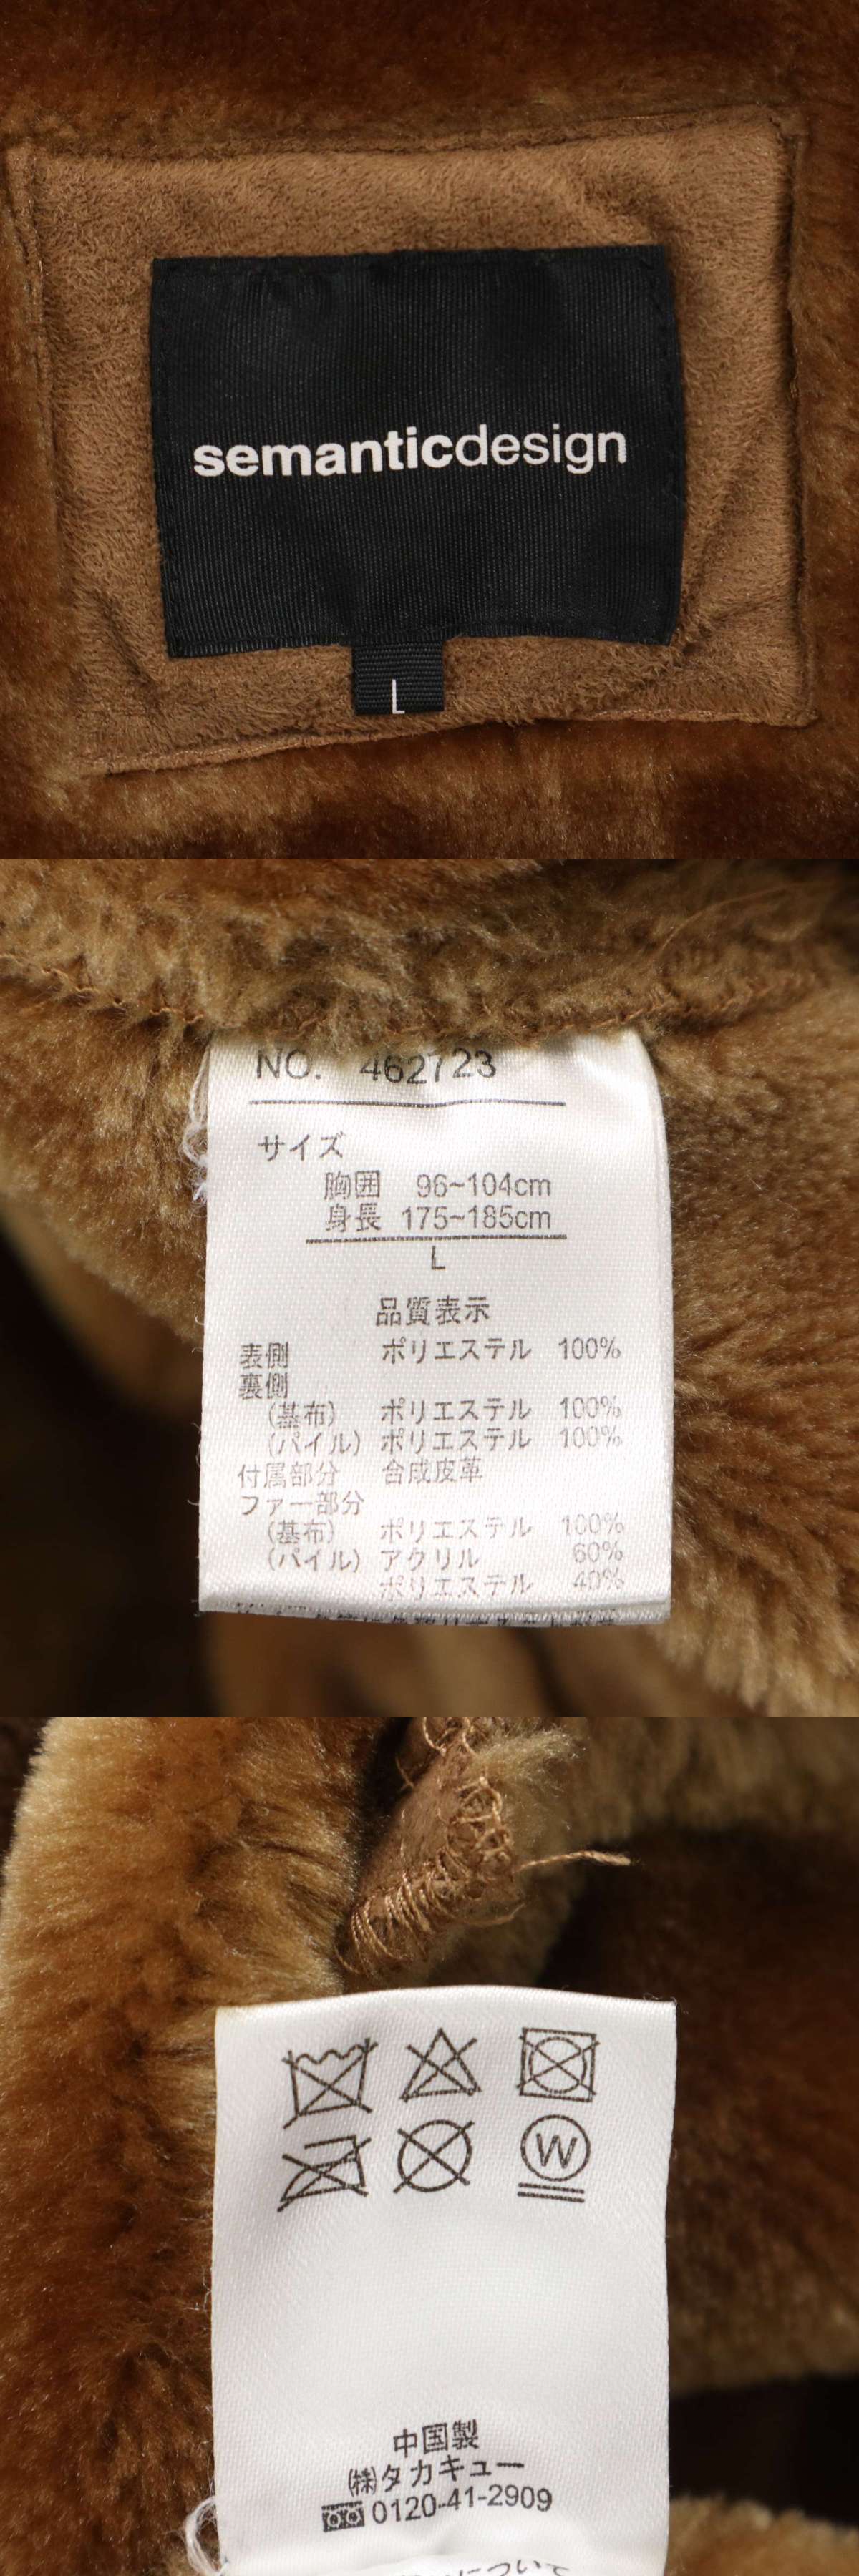 semanticdesign
L
NO. 462723
サイズ
胸囲 96~104cm
身長 175~185cm
L
品質表示
表側 ポリエステル 100%
裏側
(基布) ポリエステル 100%
(パイル) ポリエステル 100%
付属部分 合成皮革
ファー部分
(基布) ポリエステル 100%
(パイル) アクリル 60%
ポリエステル 40%
W
中国製
㈱タカキュー
0120-41-2909
について